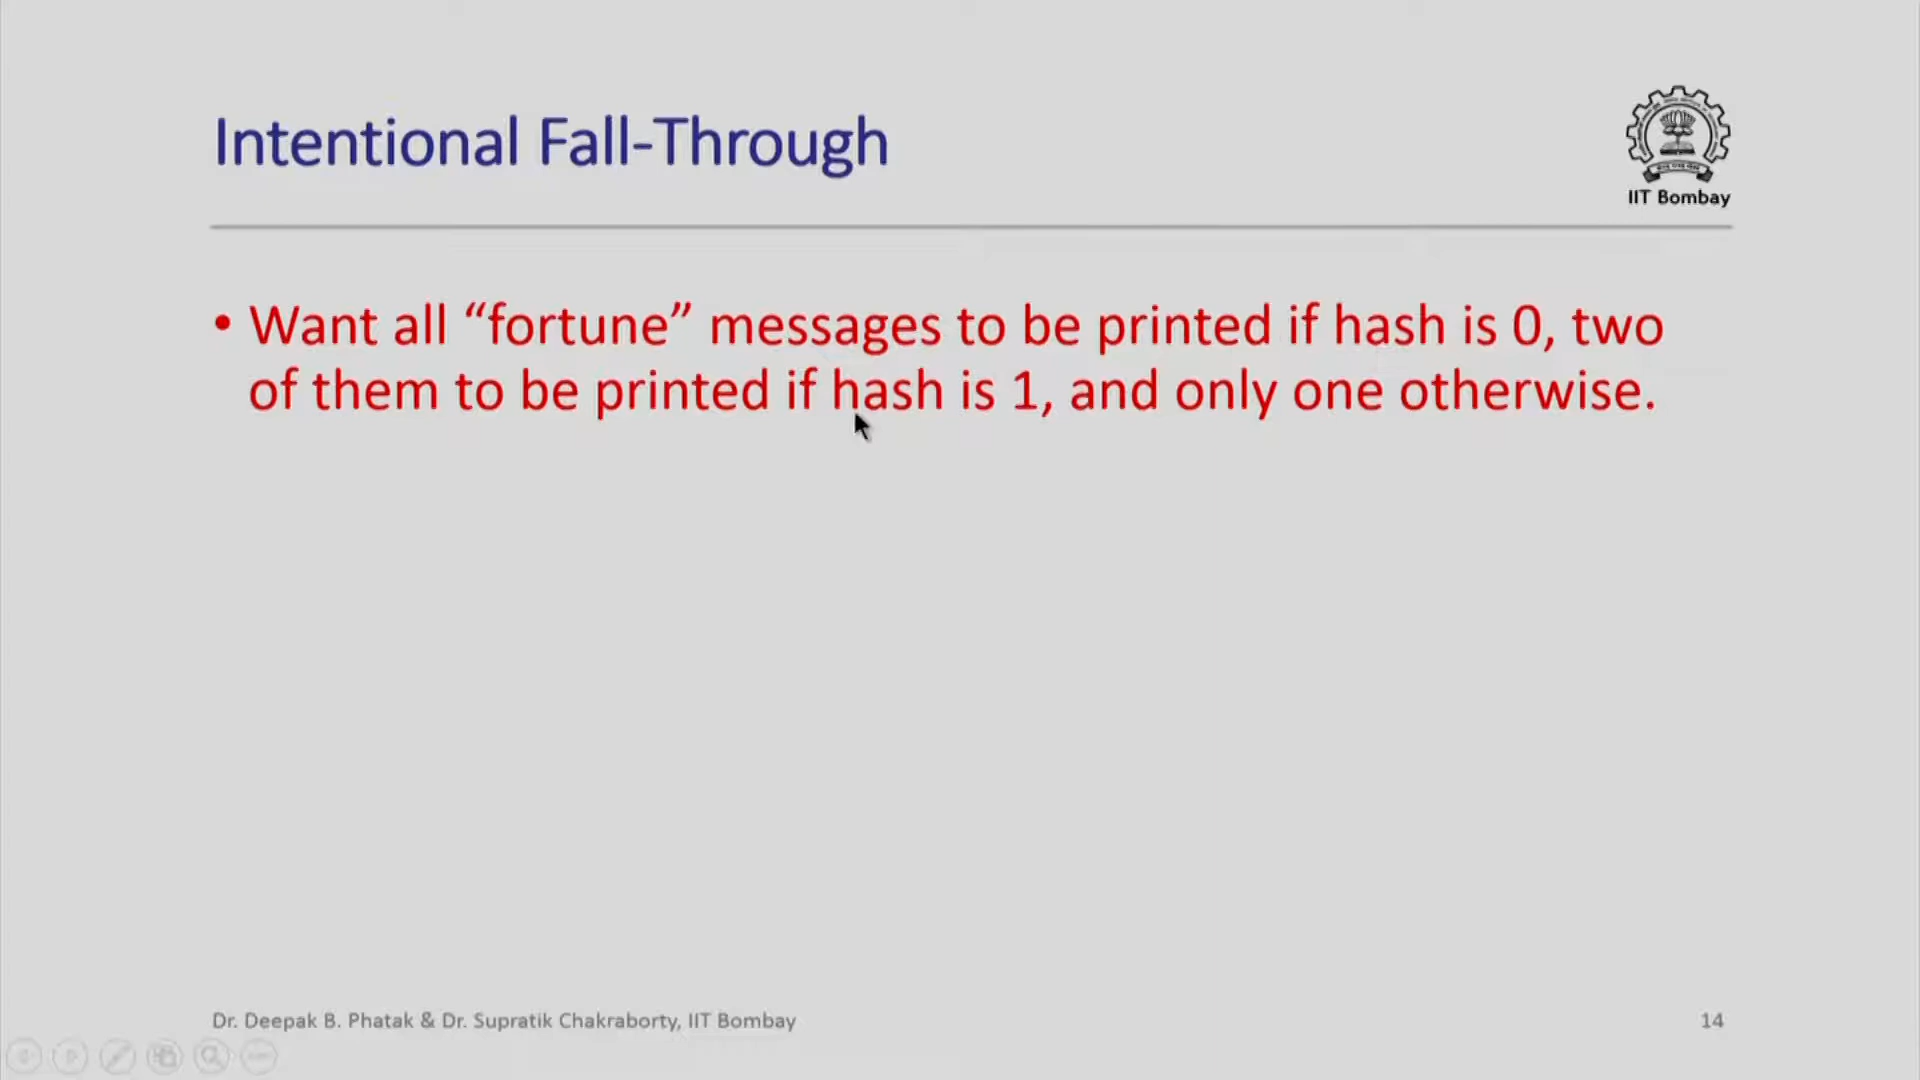 Intentional Fall-Through
IIT Bombay
• Want all “fortune” messages to be printed if hash is 0, two
of them to be printed if hash is 1, and only one otherwise.
Dr. Deepak B. Phatak & Dr. Supratik Chakraborty, IIT Bombay
14